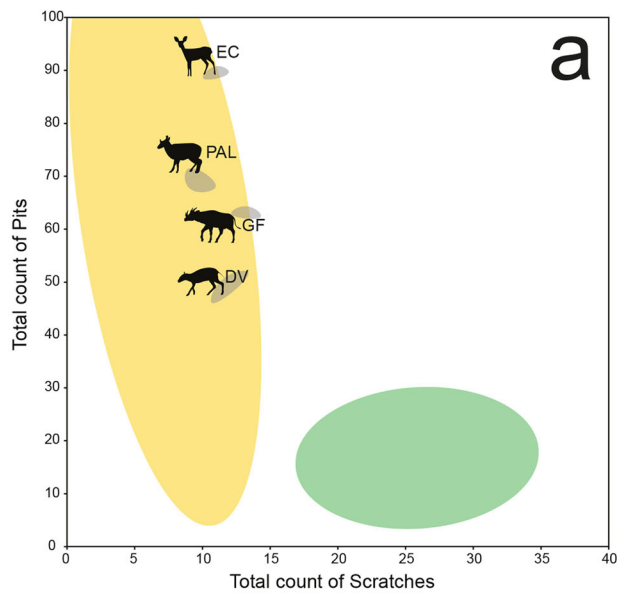 a
EC
PAL
GF
DV
Total count of Pits
100
90
80
70
60
50
40
30
20
10
0
0 5 10 15 20 25 30 35 40
Total count of Scratches